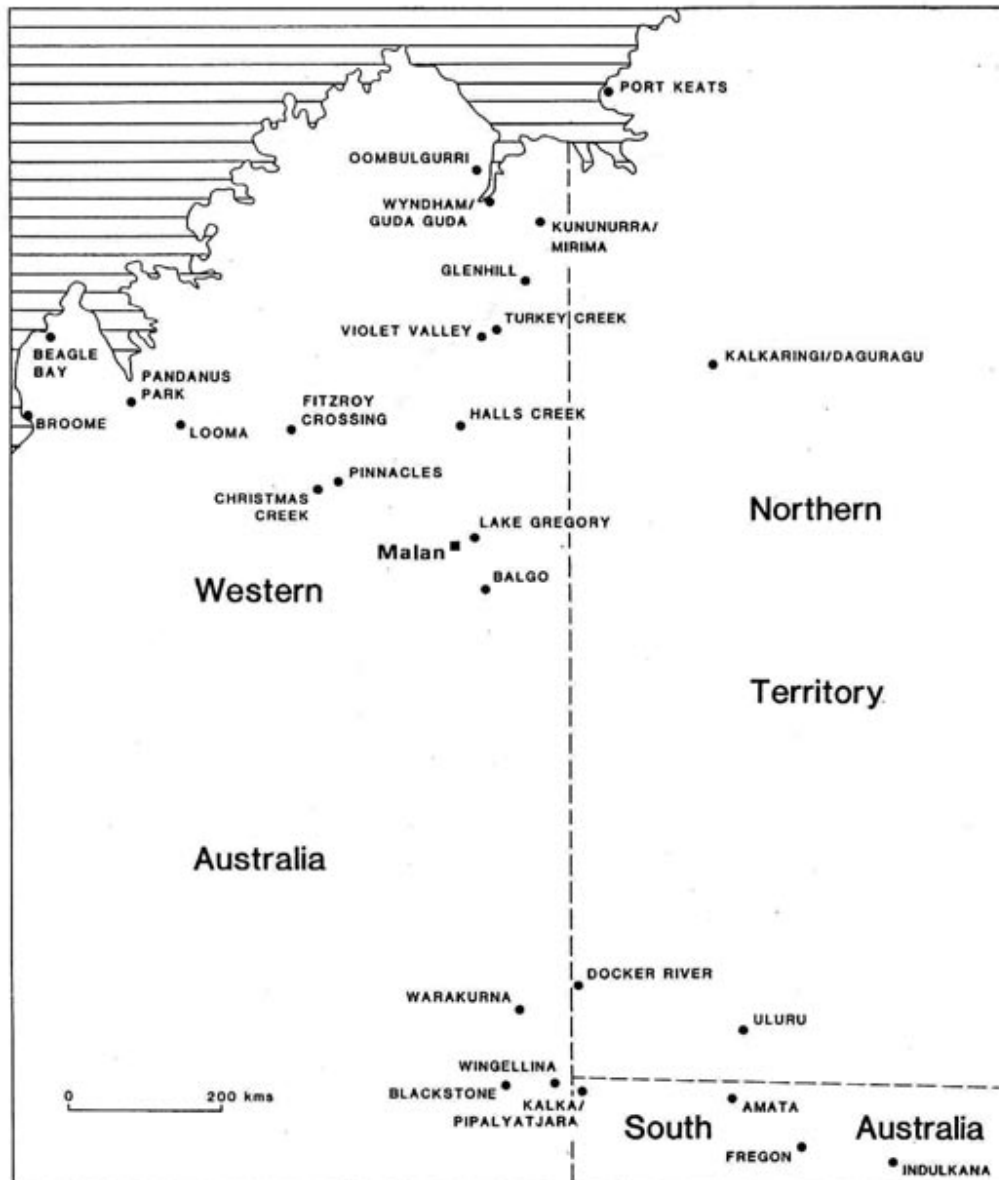 PORT KEATS
OOMBULGURRI
WYNDHAM/
GUDA GUDA
KUNUNURRA/
MIRIMA
GLENHILL
TURKEY CREEK
VIOLET VALLEY
BEAGLE
BAY
KALKARINGI/DAGURAGU
PANDANUS
PARK
FITZROY
CROSSING
BROOME
LOOMA
HALLS CREEK
PINNACLES
CHRISTMAS
CREEK
Northern
LAKE GREGORY
Malan
BALGO
Western
Territory
Australia
DOCKER RIVER
WARAKURNA
ULURU
WINGELLINA
BLACKSTONE
KALKA/
PIPALYATJARA
0 200 kms
AMATA
South Australia
FREGON
INDULKANA